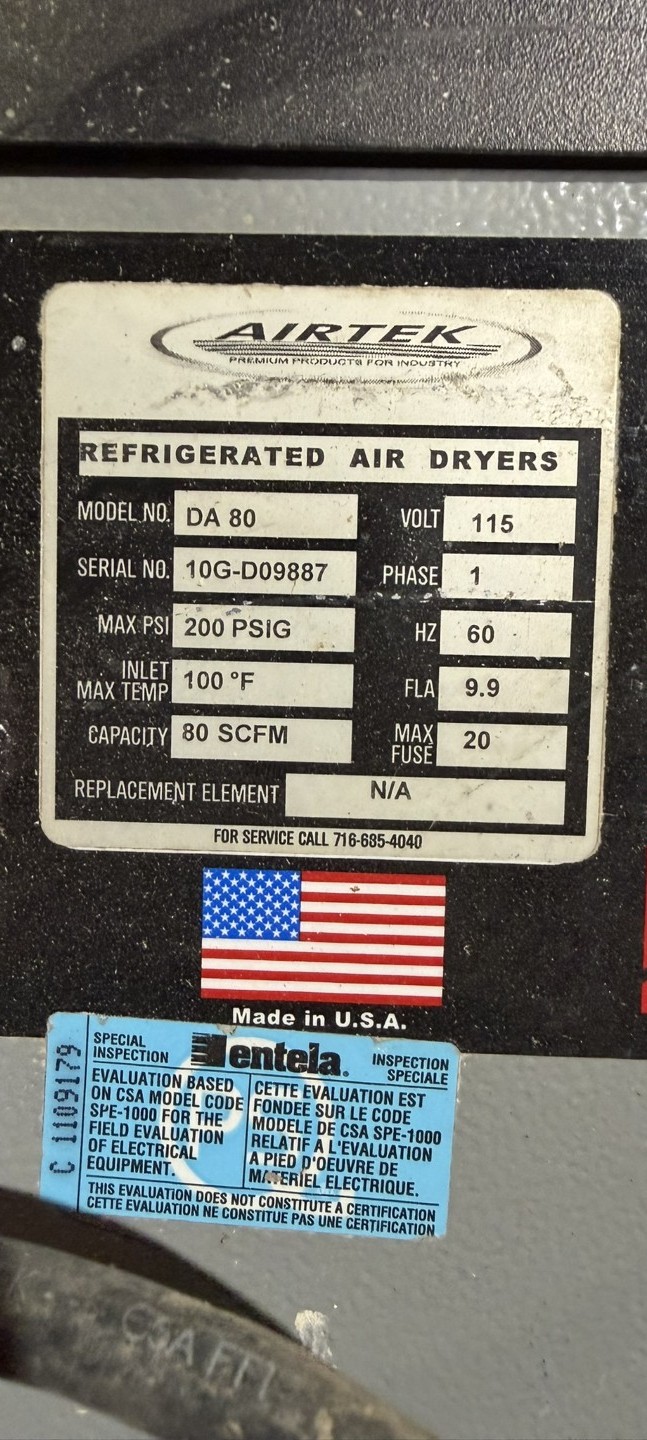 AIRTEK
PREMIUM PRODUCTS FOR INDUSTRY
REFRIGERATED AIR DRYERS
MODEL NO. DA 80
VOLT 115
SERIAL NO. 10G-D09887
PHASE 1
MAX PSI 200 PSIG
HZ 60
INLET
MAX TEMP 100 °F
FLA 9.9
CAPACITY 80 SCFM
MAX
FUSE 20
REPLACEMENT ELEMENT N/A
FOR SERVICE CALL 716-685-4040
Made in U.S.A.
C 1109179
SPECIAL
INSPECTION
entela.
INSPECTION
SPECIALE
EVALUATION BASED
ON CSA MODEL CODE
SPE-1000 FOR THE
FIELD EVALUATION
OF ELECTRICAL
EQUIPMENT.
CETTE EVALUATION EST
FONDEE SUR LE CODE
MODELE DE CSA SPE-1000
RELATIF A L'EVALUATION
A PIED D'OEUVRE DE
MATERIEL ELECTRIQUE.
THIS EVALUATION DOES NOT CONSTITUTE A CERTIFICATION
CETTE EVALUATION NE CONSTITUE PAS UNE CERTIFICATION
CSA